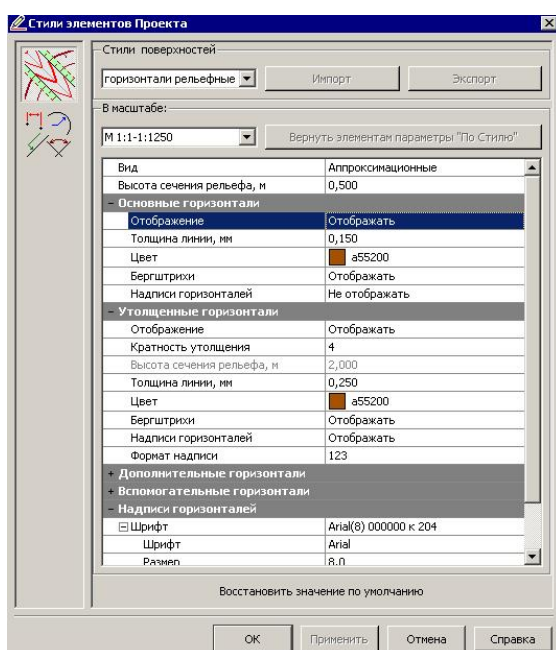 Стили элементов Проекта
Стили поверхностей
горизонтали рельефные Импорт Экспорт
В масштабе:
М 1:1-1:1250 Вернуть элементам параметры "По Стилю"
Вид Аппроксимационные
Высота сечения рельефа, м 0,500
- Основные горизонтали
Отображение Отображать
Толщина линии, мм 0,150
Цвет a55200
Бергштрихи Отображать
Надписи горизонталей Не отображать
- Утолщенные горизонтали
Отображение Отображать
Кратность утолщения 4
Высота сечения рельефа, м 2,000
Толщина линии, мм 0,250
Цвет a55200
Бергштрихи Отображать
Надписи горизонталей Отображать
Формат надписи 123
+ Дополнительные горизонтали
+ Вспомогательные горизонтали
- Надписи горизонталей
Шрифт Arial(8) 000000 к 204
Шрифт Arial
Размер 8,0
Восстановить значение по умолчанию
ОК Применить Отмена Справка